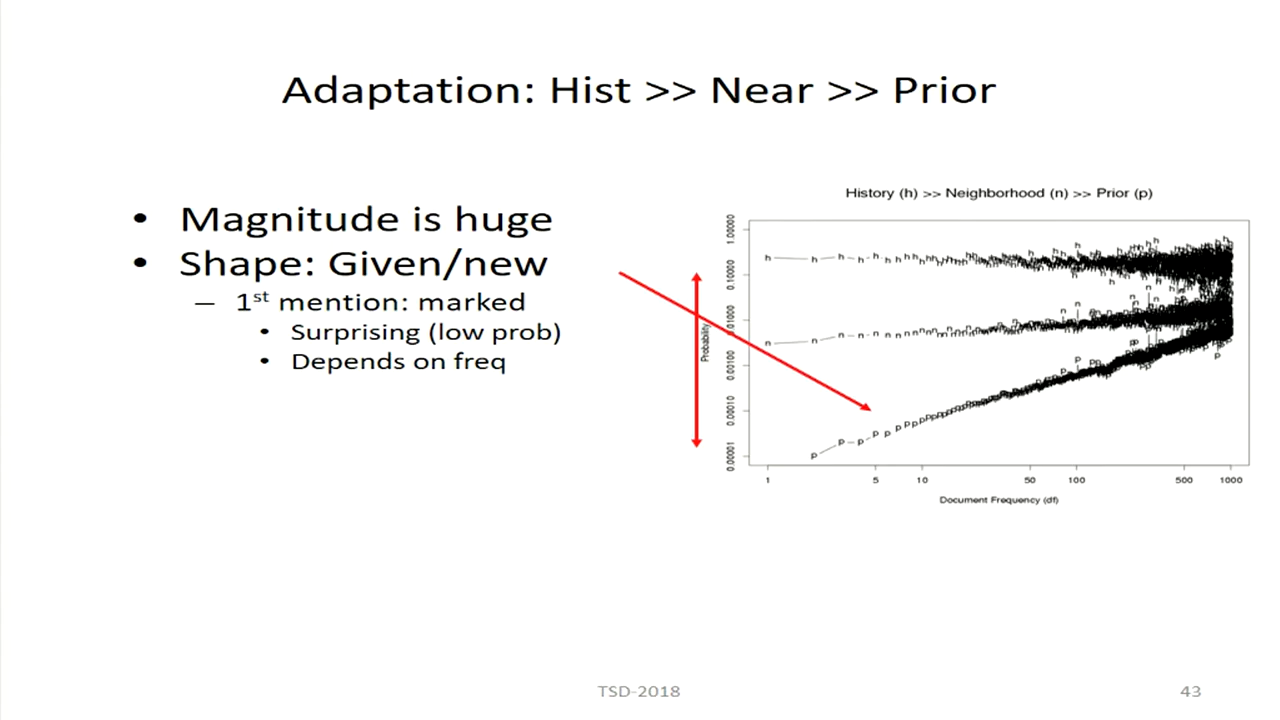 Adaptation: Hist >> Near >> Prior
• Magnitude is huge
• Shape: Given/new
– 1st mention: marked
• Surprising (low prob)
• Depends on freq
History (h) >> Neighborhood (n) >> Prior (p)
Probability
1.00000
0.10000
0.01000
0.00100
0.00010
0.00001
1 5 10 50 100 500 1000
Document Frequency (df)
TSD-2018
43